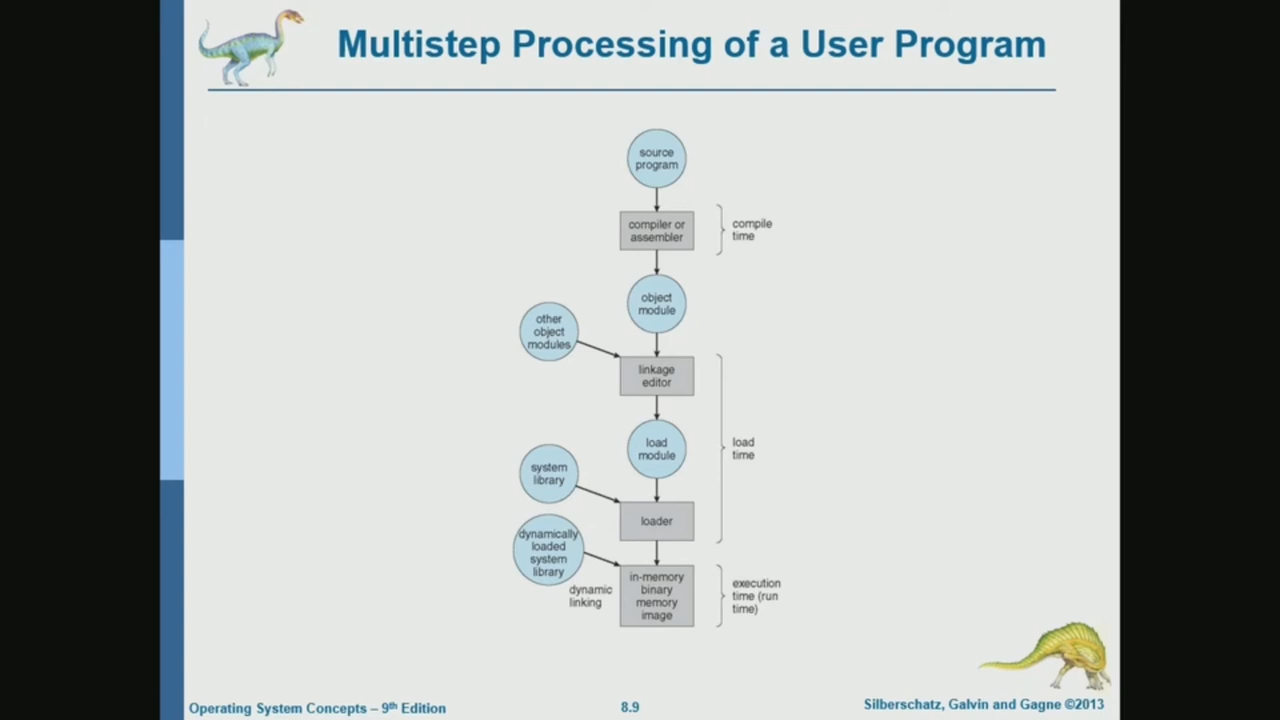 Multistep Processing of a User Program
source
program
compiler or
assembler
compile
time
object
module
other
object
modules
linkage
editor
load
module
load
time
system
library
loader
dynamically
loaded
system
library
dynamic
linking
in-memory
binary
memory
image
execution
time (run
time)
Operating System Concepts – 9th Edition
8.9
Silberschatz, Galvin and Gagne ©2013